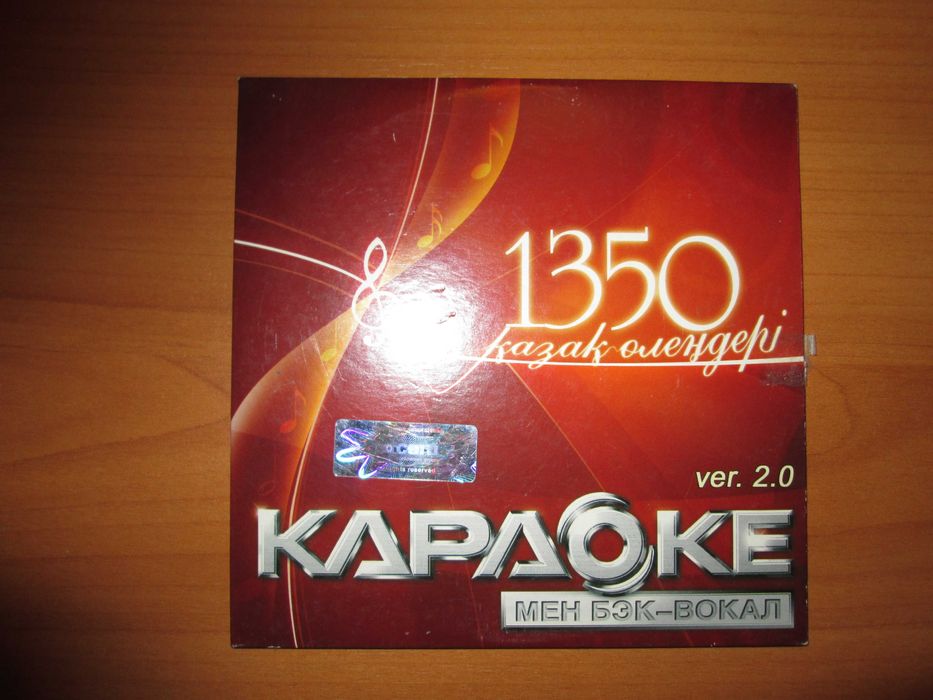 1350
қазақ өлеңдері
ver. 2.0
КАРАОКЕ
МЕН БЭК-ВОКАЛ